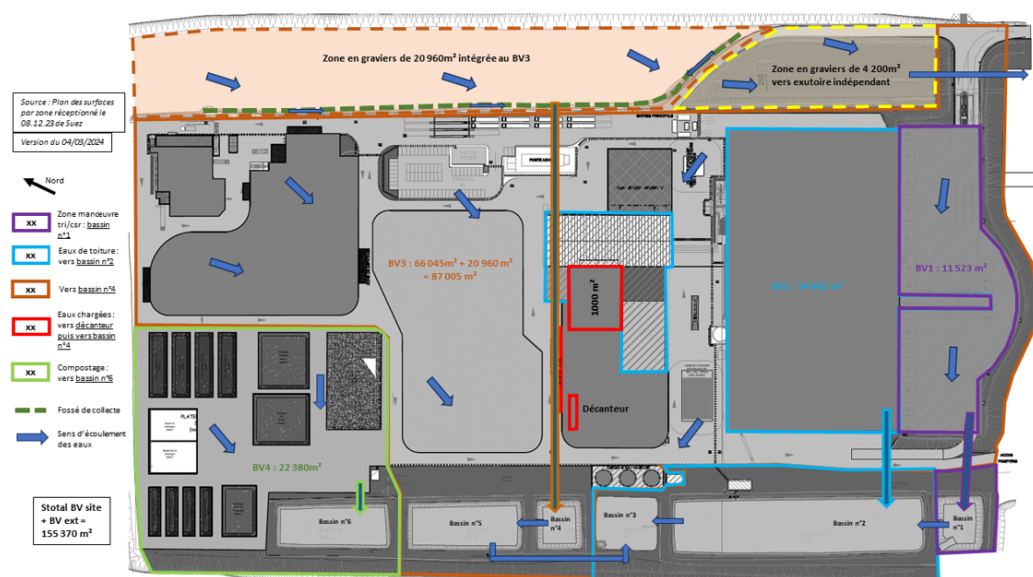 Zone en graviers de 20 960m² intégrée au BV3
Zone en graviers de 4 200m²
vers exutoire indépendant
Source : Plan des surfaces
par zone réceptionné le
08.12.23 de Suez
Version du 04/03/2024
Nord
xx
Zone manœuvre
tri/csr : bassin
n°1
xx
Eaux de toiture :
vers bassin n°2
xx
Vers bassin n°4
xx
Eaux chargées :
vers décanteur
puis vers bassin
n°4
xx
Compostage :
vers bassin n°6
Fossé de collecte
Sens d'écoulement
des eaux
Stotal BV site
+ BV ext =
155 370 m²
BV3 : 66 045m² + 20 960 m²
= 87 005 m²
1000 m²
BV1 : 11 523 m²
Décanteur
BV4 : 22 380m²
Bassin n°6
Bassin n°5
Bassin
n°4
Bassin n°3
Bassin n°2
Bassin
n°1